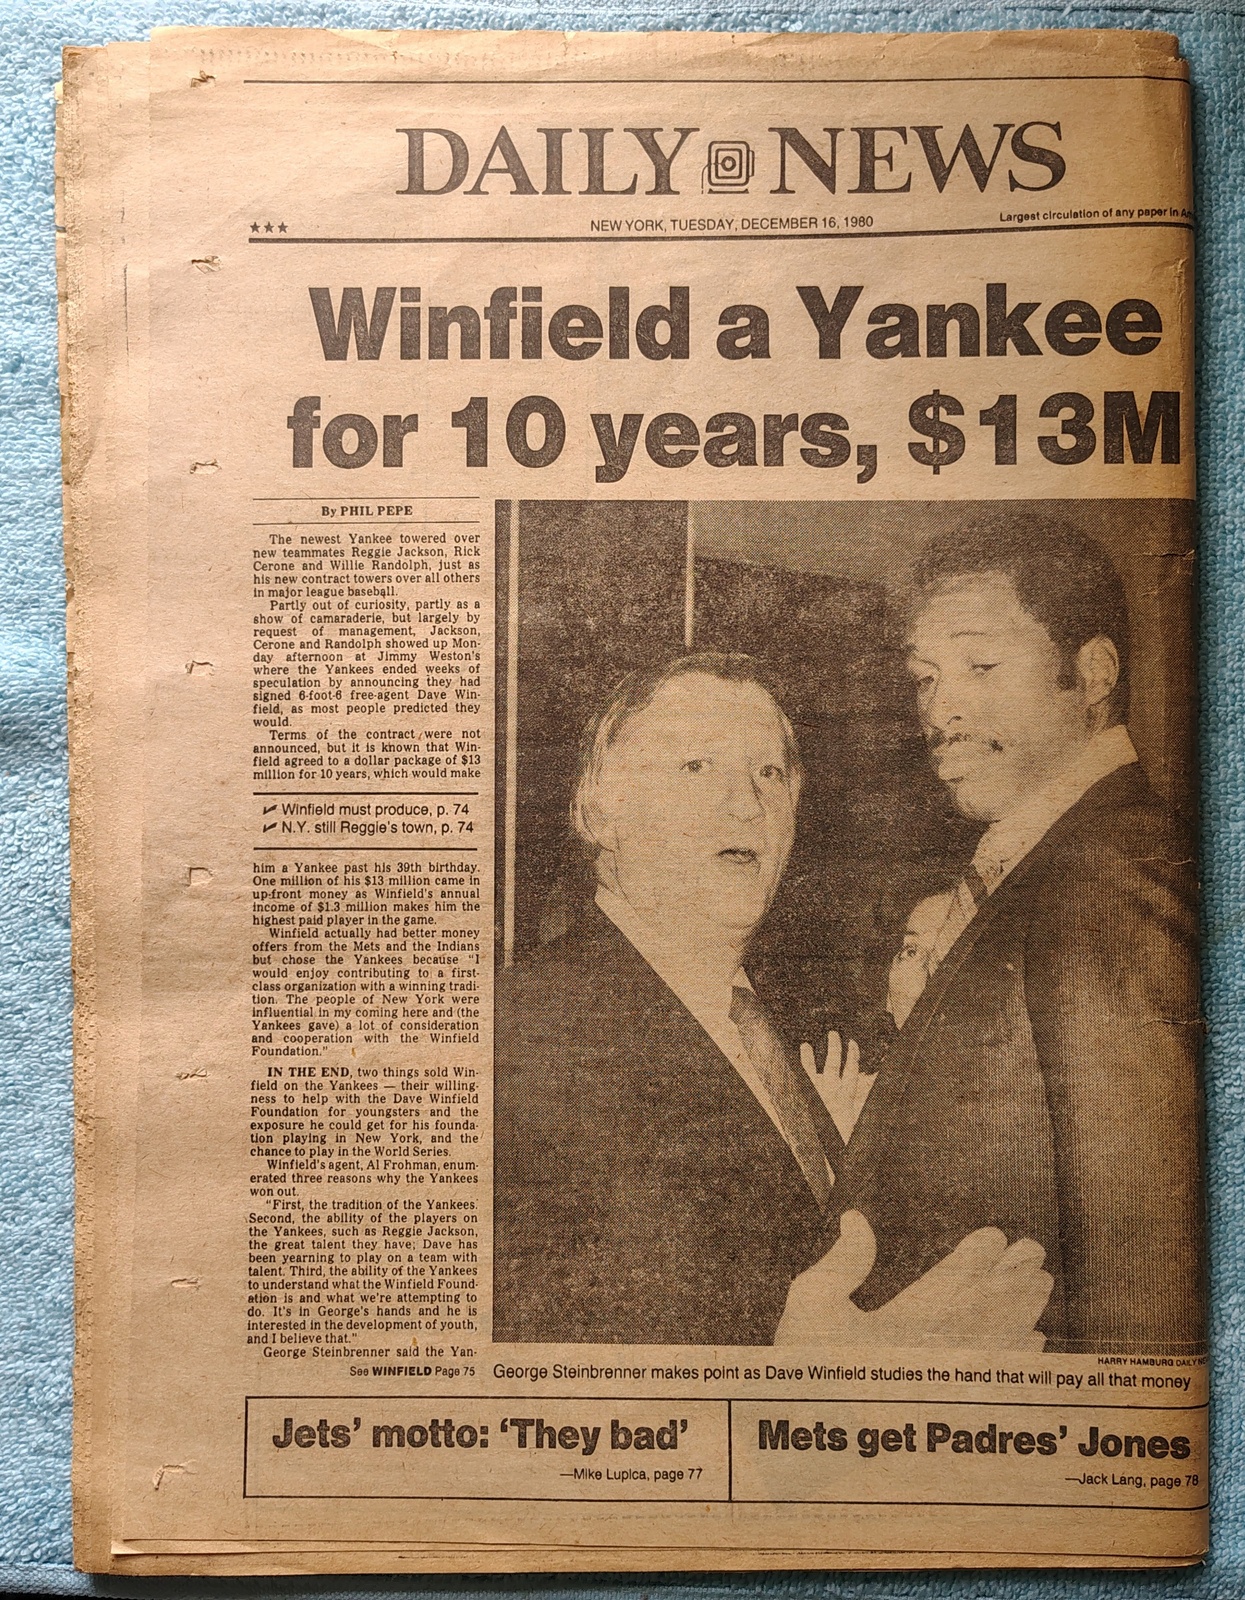 DAILY NEWS
★★★
NEW YORK, TUESDAY, DECEMBER 16, 1980
Largest circulation of any paper in
Winfield a Yankee
for 10 years, $13M
By PHIL PEPE
The newest Yankee towered over
new teammates Reggie Jackson, Rick
Cerone and Willie Randolph, just as
his new contract towers over all others
in major league baseball.
Partly out of curiosity, partly as a
show of camaraderie, but largely by
request of management, Jackson,
Cerone and Randolph showed up Mon-
day afternoon at Jimmy Weston's
where the Yankees ended weeks of
speculation by announcing they had
signed 6-foot-6 free-agent Dave Win-
field, as most people predicted they
would.
Terms of the contract were not
announced, but it is known that Win-
field agreed to a dollar package of $13
million for 10 years, which would make
Winfield must produce, p. 74
N.Y. still Reggie's town, p. 74
him a Yankee past his 39th birthday.
One million of his $13 million came in
up-front money as Winfield's annual
income of $1.3 million makes him the
highest paid player in the game.
Winfield actually had better money
offers from the Mets and the Indians
but chose the Yankees because "I
would enjoy contributing to a first-
class organization with a winning tradi-
tion. The people of New York were
influential in my coming here and (the
Yankees gave) a lot of consideration
and cooperation with the Winfield
Foundation."
IN THE END, two things sold Win-
field on the Yankees — their willing-
ness to help with the Dave Winfield
Foundation for youngsters and the
exposure he could get for his founda-
tion playing in New York, and the
chance to play in the World Series.
Winfield's agent, Al Frohman, enum-
erated three reasons why the Yankees
won out.
"First, the tradition of the Yankees.
Second, the ability of the players on
the Yankees, such as Reggie Jackson,
the great talent they have; Dave has
been yearning to play on a team with
talent. Third, the ability of the Yankees
to understand what the Winfield Found-
ation is and what we're attempting to
do. It's in George's hands and he is
interested in the development of youth,
and I believe that."
George Steinbrenner said the Yan-
See WINFIELD Page 75
HARRY HAMBURG DAILY
George Steinbrenner makes point as Dave Winfield studies the hand that will pay all that money
Jets' motto: 'They bad'
—Mike Lupica, page 77
Mets get Padres' Jones
—Jack Lang, page 78